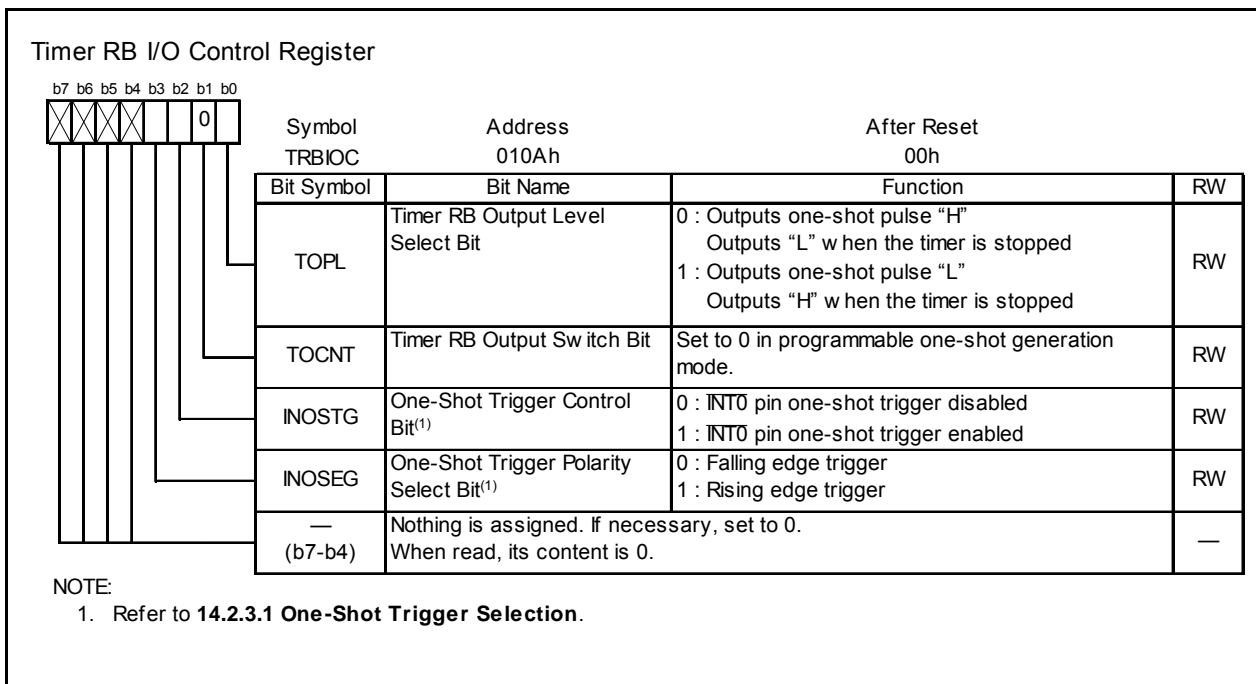 Timer RB I/O Control Register
b7 b6 b5 b4 b3 b2 b1 b0
0
Symbol Address After Reset
TRBIOC 010Ah 00h
Bit Symbol Bit Name Function RW
TOPL
Timer RB Output Level
Select Bit
0 : Outputs one-shot pulse “H”
Outputs “L” when the timer is stopped
1 : Outputs one-shot pulse “L”
Outputs “H” when the timer is stopped
RW
TOCNT
Timer RB Output Switch Bit
Set to 0 in programmable one-shot generation
mode.
RW
INOSTG
One-Shot Trigger Control
Bit(1)
0 : INT0 pin one-shot trigger disabled
1 : INT0 pin one-shot trigger enabled
RW
INOSEG
One-Shot Trigger Polarity
Select Bit(1)
0 : Falling edge trigger
1 : Rising edge trigger
RW
—
(b7-b4)
Nothing is assigned. If necessary, set to 0.
When read, its content is 0.
—
NOTE:
1. Refer to 14.2.3.1 One-Shot Trigger Selection.